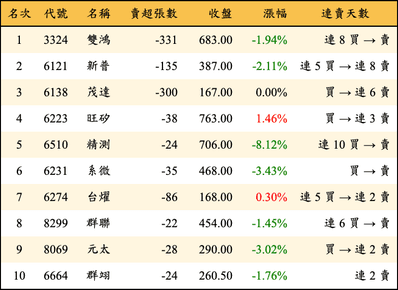 名次 代號 名稱 賣超張數 收盤 漲幅 連賣天數
1 3324 雙鴻 -331 683.00 -1.94% 連 8 買 → 賣
2 6121 新普 -135 387.00 -2.11% 連 5 買 → 連 8 賣
3 6138 茂達 -300 167.00 0.00% 買 → 連 6 賣
4 6223 旺矽 -38 763.00 1.46% 買 → 連 3 賣
5 6510 精測 -24 706.00 -8.12% 連 10 買 → 賣
6 6231 系微 -35 468.00 -3.43% 買 → 賣
7 6274 台燿 -86 168.00 0.30% 連 5 買 → 連 2 賣
8 8299 群聯 -22 454.00 -1.45% 連 6 買 → 賣
9 8069 元太 -28 290.00 -3.02% 買 → 連 2 賣
10 6664 群翊 -24 260.50 -1.76% 連 2 賣